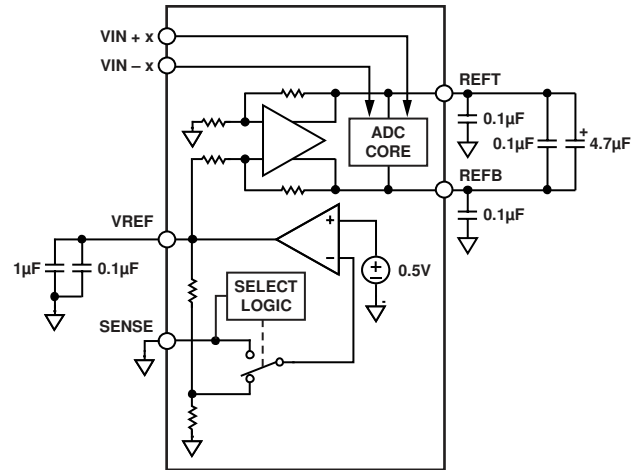 VIN + x
VIN – x
REFT
0.1µF
0.1µF
4.7µF
+
ADC
CORE
REFB
0.1µF
VREF
+
–
+
–
0.5V
1µF
0.1µF
SELECT
LOGIC
SENSE